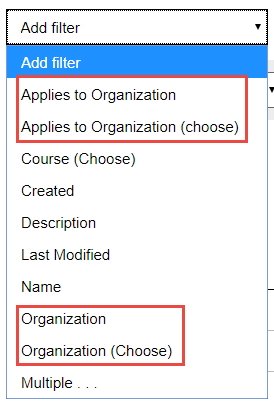 Add filter
Add filter
Applies to Organization
Applies to Organization (choose)
Course (Choose)
Created
Description
Last Modified
Name
Organization
Organization (Choose)
Multiple . . .